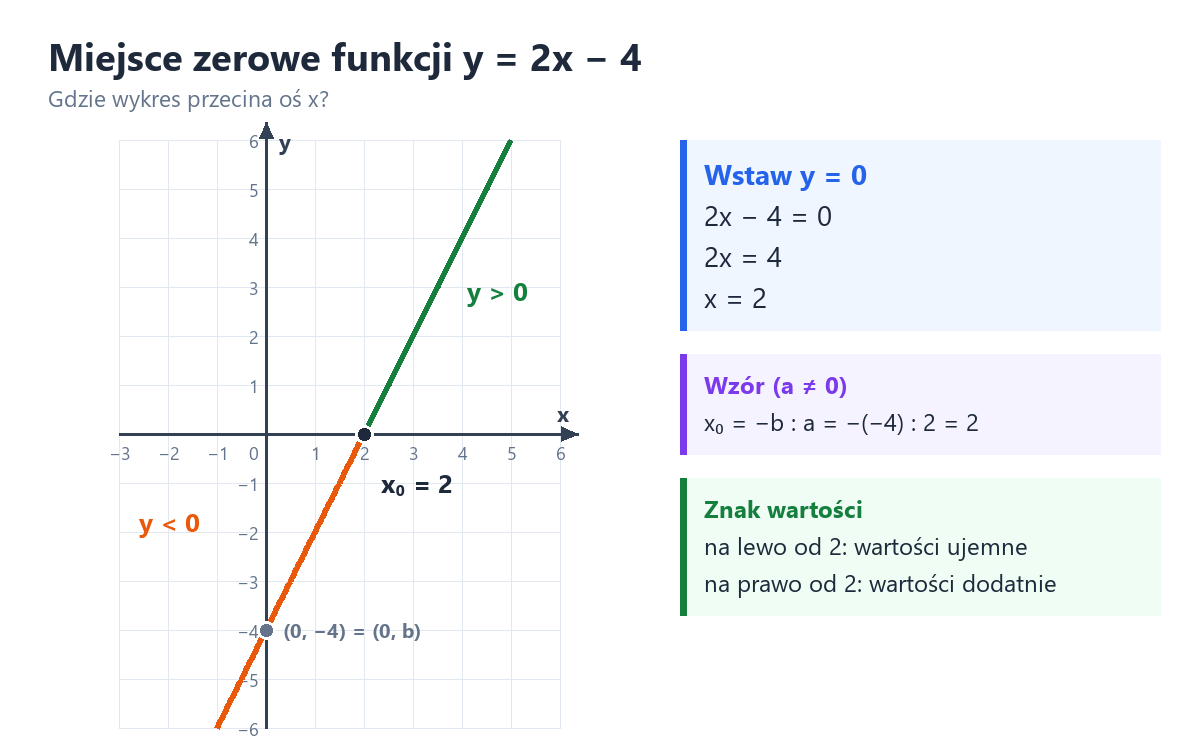 Miejsce zerowe funkcji y = 2x − 4
Gdzie wykres przecina oś x?
y
6
5
4
3
2
1
x
−3 −2 −1 0 1 2 3 4 5 6
−1
−2
−3
−4
−5
−6
y > 0
x₀ = 2
y < 0
(0, −4) = (0, b)
Wstaw y = 0
2x − 4 = 0
2x = 4
x = 2
Wzór (a ≠ 0)
x₀ = −b : a = −(−4) : 2 = 2
Znak wartości
na lewo od 2: wartości ujemne
na prawo od 2: wartości dodatnie